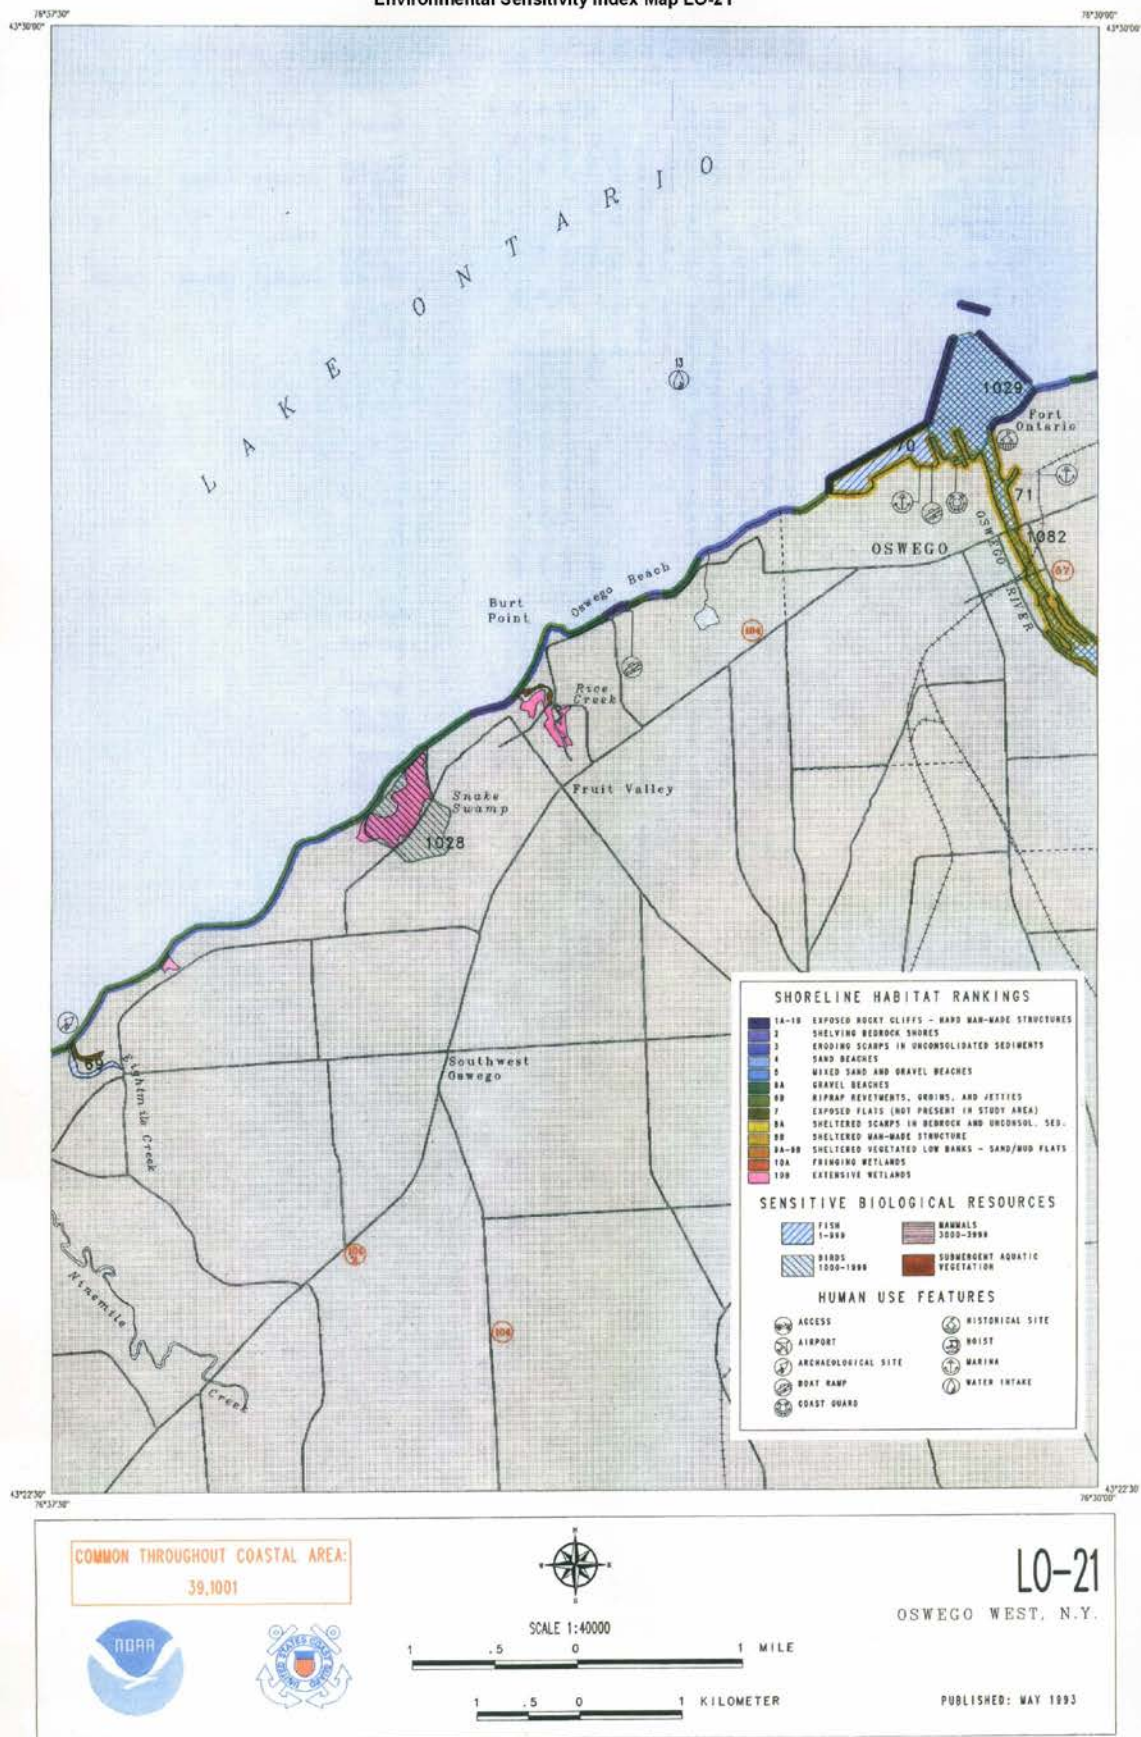 Environmental Sensitivity Index Map LO-21
76°37'30"
76°30'00"
43°30'00"
43°30'00"
LAKE ONTARIO
13
1029
Fort
Ontario
70
71
OSWEGO
1082
OSWEGO RIVER
57
Oswego Beach
Burt
Point
104
Rice
Creek
Snake
Swamp
Fruit Valley
1028
69
Eightmile Creek
Southwest
Oswego
Ninemile
Creek
104
SHORELINE HABITAT RANKINGS
1A-1B EXPOSED ROCKY CLIFFS - HARD MAN-MADE STRUCTURES
2 SHELVING BEDROCK SHORES
3 ERODING SCARPS IN UNCONSOLIDATED SEDIMENTS
4 SAND BEACHES
5 MIXED SAND AND GRAVEL BEACHES
6A GRAVEL BEACHES
6B RIPRAP REVETMENTS, GROINS, AND JETTIES
7 EXPOSED FLATS (NOT PRESENT IN STUDY AREA)
8A SHELTERED SCARPS IN BEDROCK AND UNCONSOL. SED.
8B SHELTERED MAN-MADE STRUCTURE
9A-9B SHELTERED VEGETATED LOW BANKS - SAND/MUD FLATS
10A FRINGING WETLANDS
10B EXTENSIVE WETLANDS
SENSITIVE BIOLOGICAL RESOURCES
FISH
1-999
MAMMALS
3000-3999
BIRDS
1000-1999
SUBMERGENT AQUATIC
VEGETATION
HUMAN USE FEATURES
ACCESS
AIRPORT
ARCHAEOLOGICAL SITE
BOAT RAMP
COAST GUARD
HISTORICAL SITE
HOIST
MARINA
WATER INTAKE
43°22'30"
43°22'30"
76°37'30"
76°30'00"
COMMON THROUGHOUT COASTAL AREA:
39,1001
NOAA
UNITED STATES COAST GUARD
N
W
E
S
SCALE 1:40000
1 .5 0 1 MILE
1 .5 0 1 KILOMETER
LO-21
OSWEGO WEST, N.Y.
PUBLISHED: MAY 1993